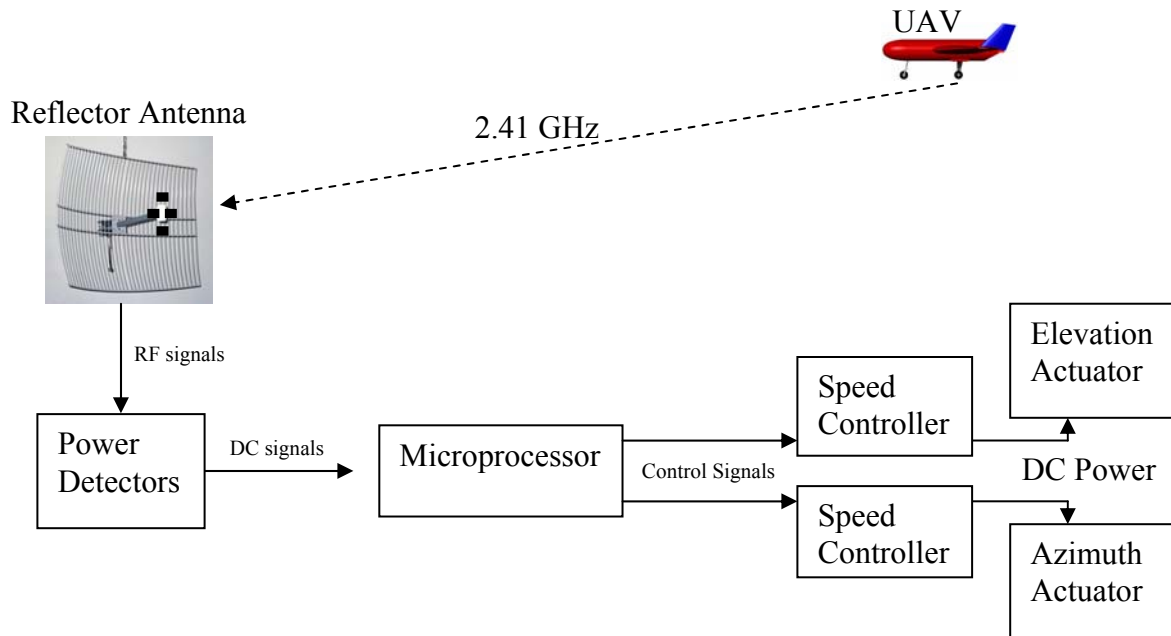 UAV
Reflector Antenna
2.41 GHz
RF signals
Elevation
Actuator
Speed
Controller
Power
Detectors
DC signals
Microprocessor
Control Signals
DC Power
Speed
Controller
Azimuth
Actuator